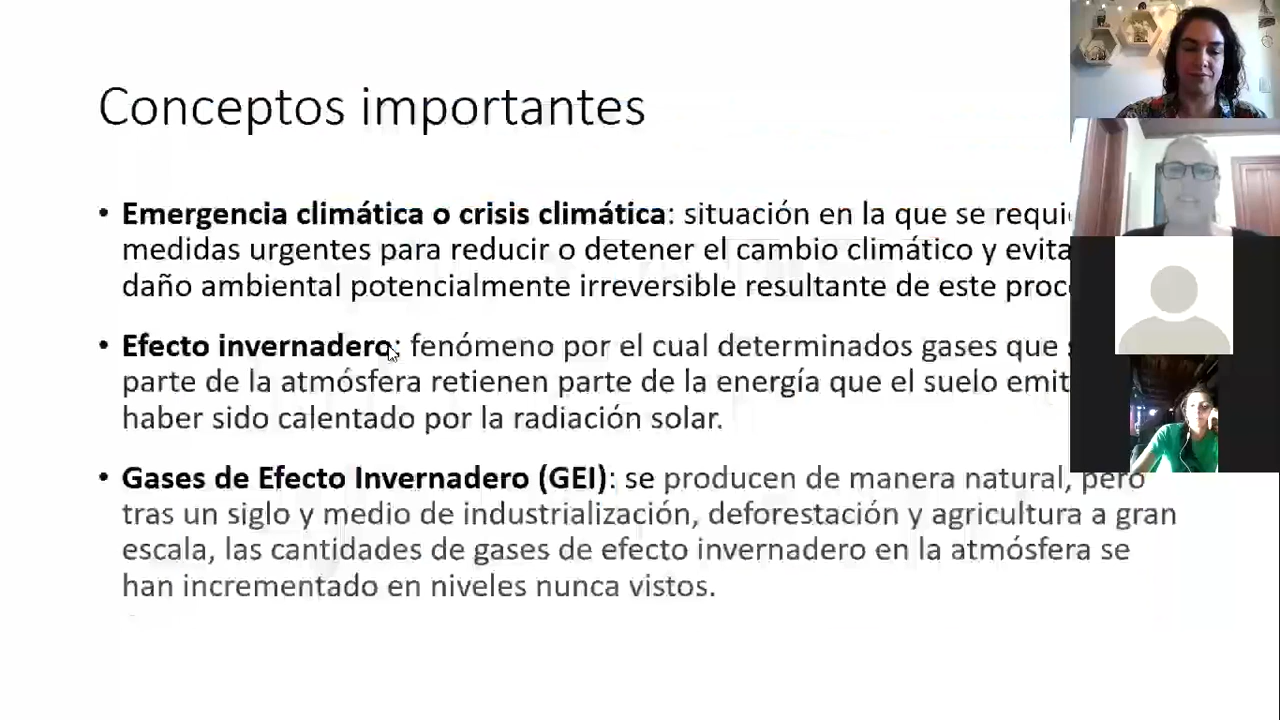 Conceptos importantes
• Emergencia climática o crisis climática: situación en la que se
medidas urgentes para reducir o detener el cambio climático y
daño ambiental potencialmente irreversible resultante de este
• Efecto invernadero: fenómeno por el cual determinados gases que
parte de la atmósfera retienen parte de la energía que el suelo
haber sido calentado por la radiación solar.
• Gases de Efecto Invernadero (GEI): se producen de manera natural, pero
tras un siglo y medio de industrialización, deforestación y agricultura a gran
escala, las cantidades de gases de efecto invernadero en la atmósfera se
han incrementado en niveles nunca vistos.